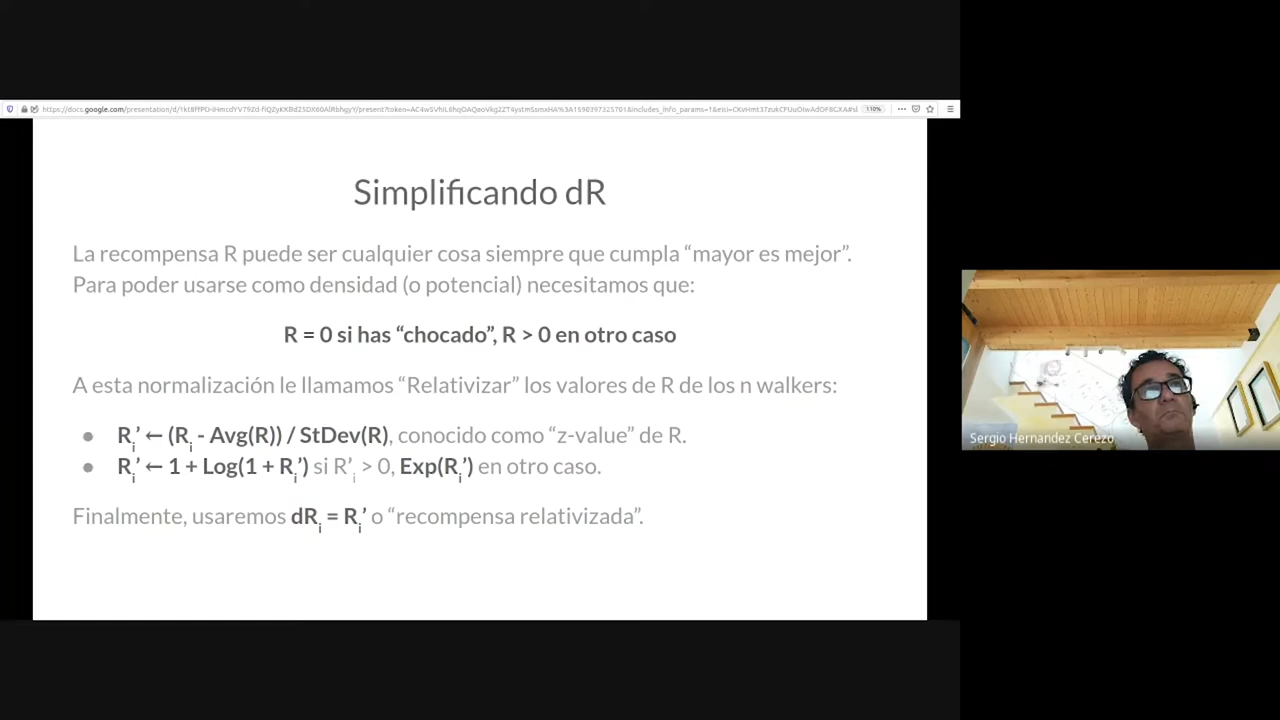 110%
Simplificando dR
La recompensa R puede ser cualquier cosa siempre que cumpla “mayor es mejor”.
Para poder usarse como densidad (o potencial) necesitamos que:
R = 0 si has “chocado”, R > 0 en otro caso
A esta normalización le llamamos “Relativizar” los valores de R de los n walkers:
● Ri’ ← (Ri - Avg(R)) / StDev(R), conocido como “z-value” de R.
● Ri’ ← 1 + Log(1 + Ri’) si R’i > 0, Exp(Ri’) en otro caso.
Finalmente, usaremos dRi = Ri’ o “recompensa relativizada”.
Sergio Hernandez Cerezo